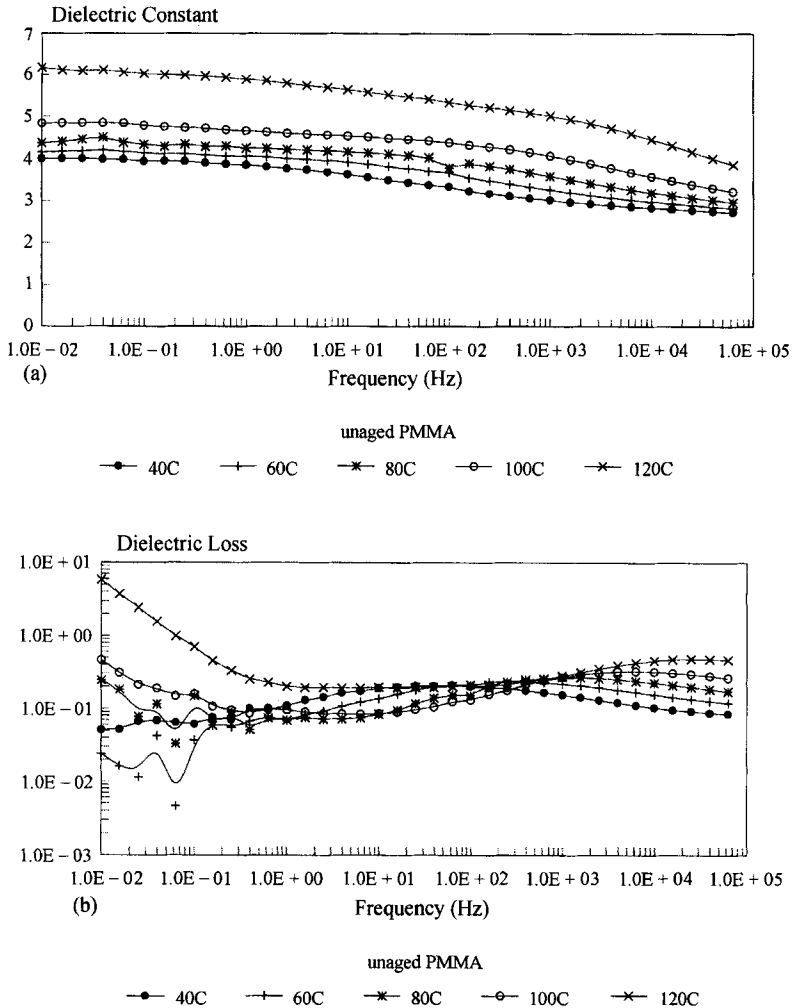 Dielectric Constant
7
6
5
4
3
2
1
0
1.0E − 02 1.0E − 01 1.0E + 00 1.0E + 01 1.0E + 02 1.0E + 03 1.0E + 04 1.0E + 05
(a)
Frequency (Hz)
unaged PMMA
40C 60C 80C 100C 120C
Dielectric Loss
1.0E + 01
1.0E + 00
1.0E − 01
1.0E − 02
1.0E − 03
1.0E − 02 1.0E − 01 1.0E + 00 1.0E + 01 1.0E + 02 1.0E + 03 1.0E + 04 1.0E + 05
(b)
Frequency (Hz)
unaged PMMA
40C 60C 80C 100C 120C